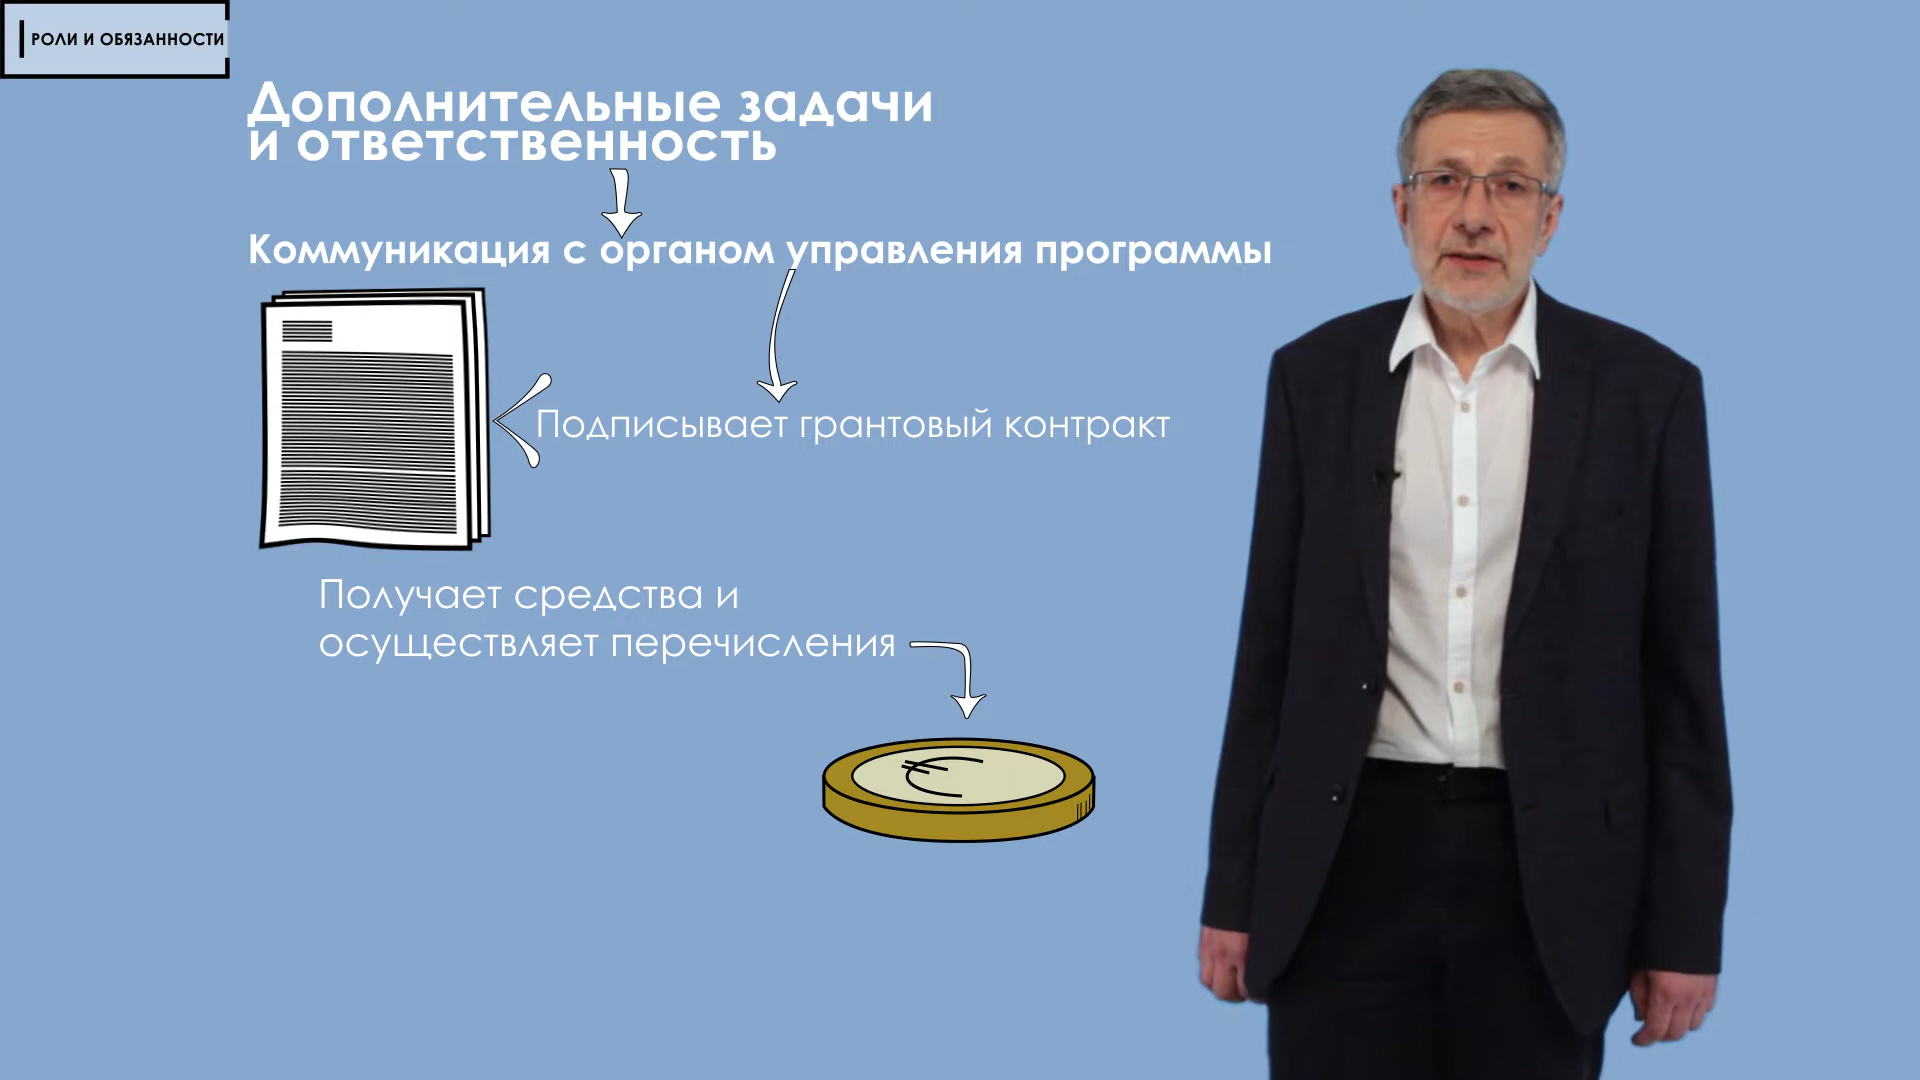 РОЛИ И ОБЯЗАННОСТИ
Дополнительные задачи
и ответственность
Коммуникация с органом управления программы
Подписывает грантовый контракт
Получает средства и
осуществляет перечисления
€